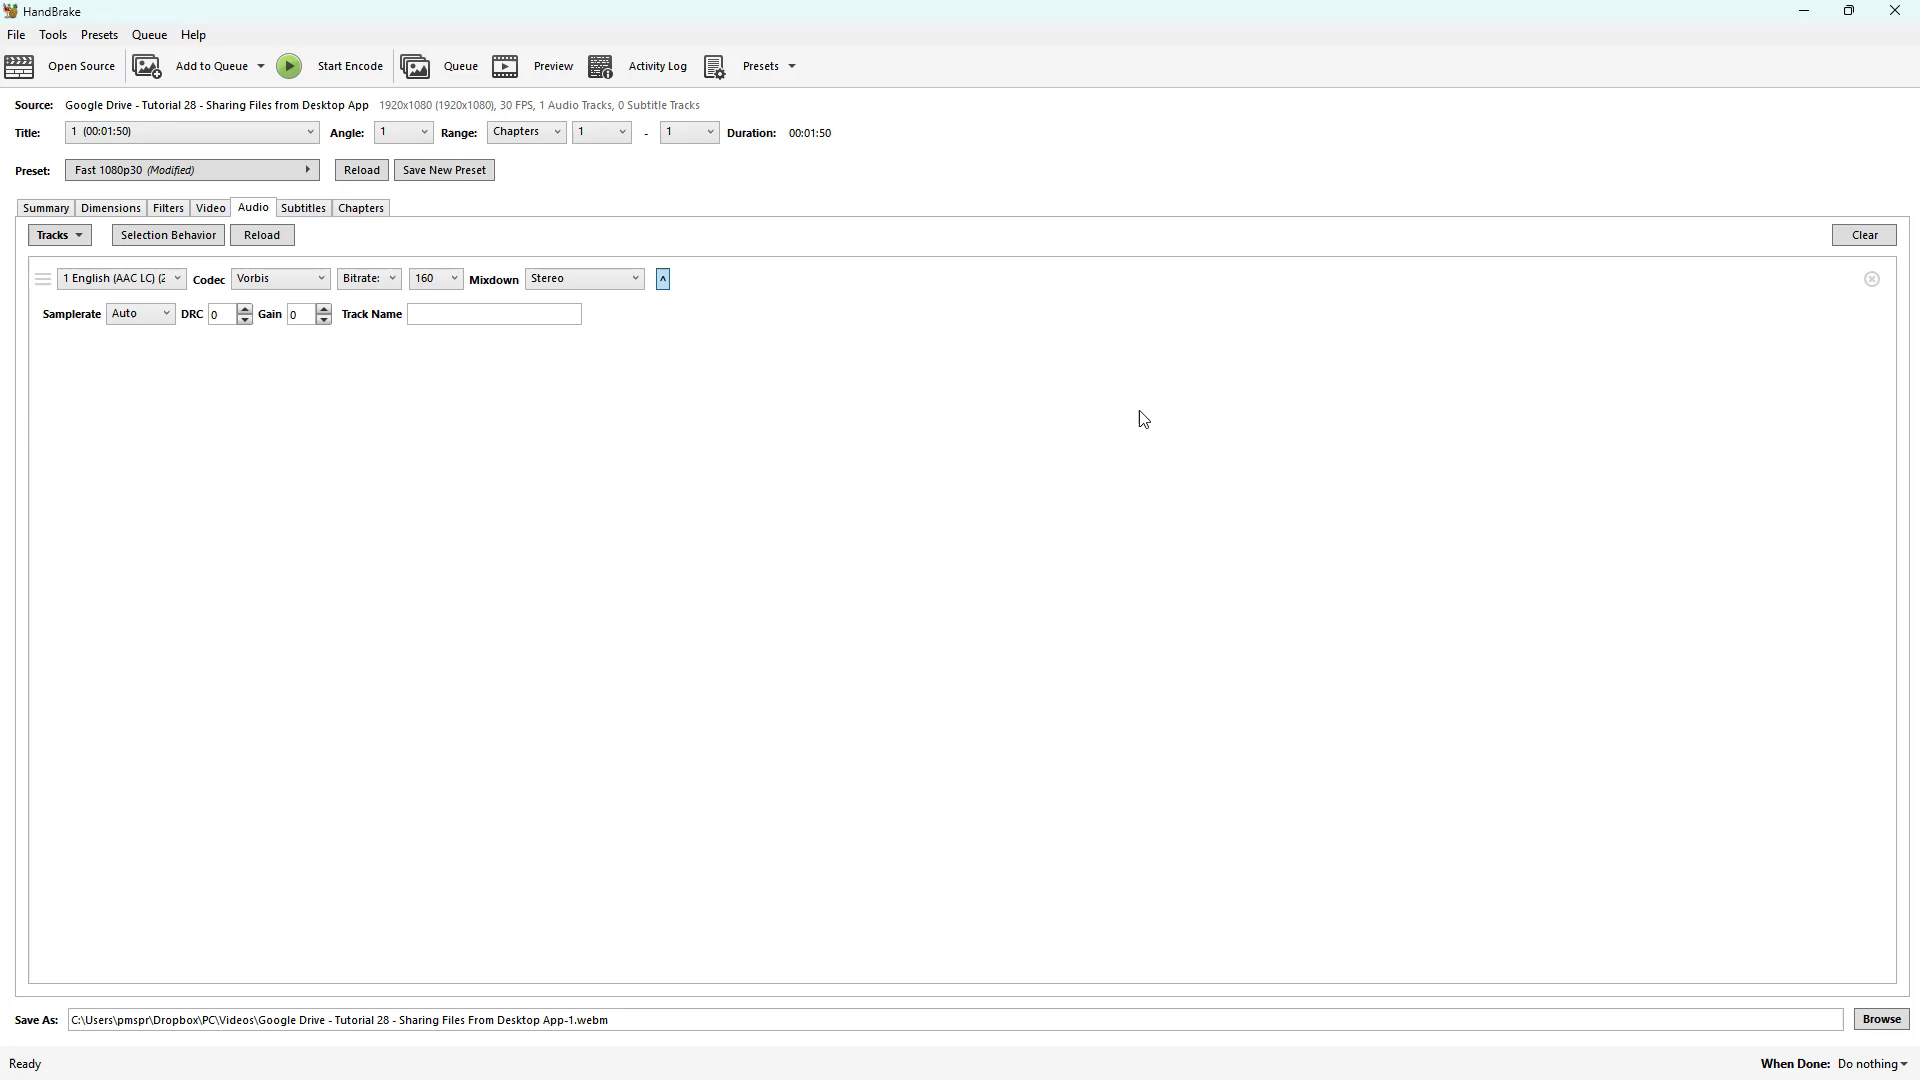 HandBrake
File Tools Presets Queue Help
Open Source Add to Queue Start Encode Queue Preview Activity Log Presets
Source: Google Drive - Tutorial 28 - Sharing Files from Desktop App 1920x1080 (1920x1080), 30 FPS, 1 Audio Tracks, 0 Subtitle Tracks
Title: 1 (00:01:50) Angle: 1 Range: Chapters 1 - 1 Duration: 00:01:50
Preset: Fast 1080p30 (Modified) Reload Save New Preset
Summary Dimensions Filters Video Audio Subtitles Chapters
Tracks Selection Behavior Reload Clear
1 English (AAC LC) (2 Codec Vorbis Bitrate: 160 Mixdown Stereo
Samplerate Auto DRC 0 Gain 0 Track Name
Save As: C:\Users\pmspr\Dropbox\PC\Videos\Google Drive - Tutorial 28 - Sharing Files From Desktop App-1.webm Browse
Ready When Done: Do nothing